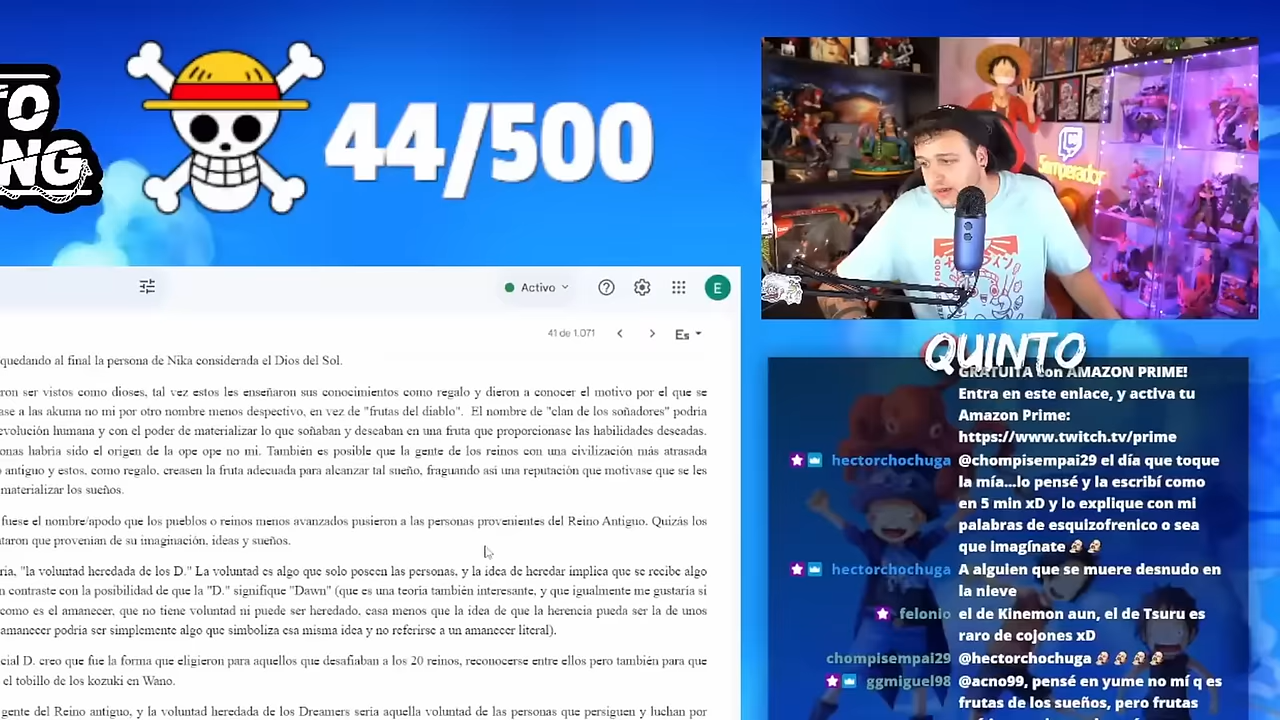 TO
NG
44/500
5imperador
Activo
E
41 de 1.071
Es
quedando al final la persona de Nika considerada el Dios del Sol.
ron ser vistos como dioses, tal vez estos les enseñaron sus conocimientos como regalo y dieron a conocer el motivo por el que se
ase a las akuma no mi por otro nombre menos despectivo, en vez de "frutas del diablo". El nombre de "clan de los soñadores" podría
evolución humana y con el poder de materializar lo que soñaban y deseaban en una fruta que proporcionase las habilidades deseadas.
onas habría sido el origen de la ope ope no mi. También es posible que la gente de los reinos con una civilización más atrasada
antiguo y estos, como regalo, creasen la fruta adecuada para alcanzar tal sueño, fraguando así una reputación que motivase que se les
materializar los sueños.
fuese el nombre/apodo que los pueblos o reinos menos avanzados pusieron a las personas provenientes del Reino Antiguo. Quizás los
taron que provenían de su imaginación, ideas y sueños.
ria, "la voluntad heredada de los D." La voluntad es algo que solo poseen las personas, y la idea de heredar implica que se recibe algo
n contraste con la posibilidad de que la "D." signifique "Dawn" (que es una teoría también interesante, y que igualmente me gustaría si
como es el amanecer, que no tiene voluntad ni puede ser heredado, casa menos que la idea de que la herencia pueda ser la de unos
amanecer podría ser simplemente algo que simboliza esa misma idea y no referirse a un amanecer literal).
cial D. creo que fue la forma que eligieron para aquellos que desafiaban a los 20 reinos, reconocerse entre ellos pero también para que
el tobillo de los kozuki en Wano.
gente del Reino antiguo, y la voluntad heredada de los Dreamers sería aquella voluntad de las personas que persiguen y luchan por
QUINTO
GRATUITA con AMAZON PRIME!
Entra en este enlace, y activa tu
Amazon Prime:
https://www.twitch.tv/prime
hectorchochuga @chompisempai29 el día que toque
la mía...lo pensé y la escribí como
en 5 min xD y lo explique con mi
palabras de esquizofrenico o sea
que imagínate
hectorchochuga A alguien que se muere desnudo en
la nieve
felonio el de Kinemon aun, el de Tsuru es
raro de cojones xD
chompisempai29 @hectorchochuga
ggmiguel98 @acno99, pensé en yume no mí q es
frutas de los sueños, pero frutas